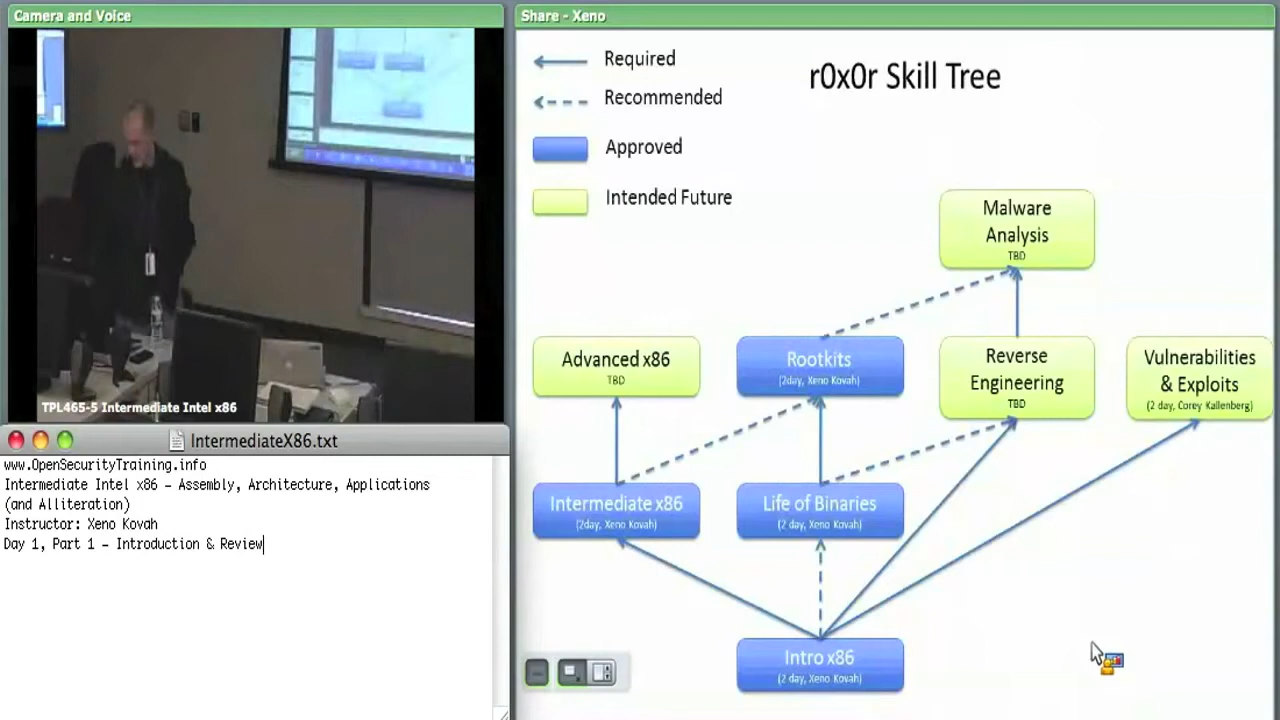 Camera and Voice
TPL465-5 Intermediate Intel x86
IntermediateX86.txt
www.OpenSecurityTraining.info
Intermediate Intel x86 – Assembly, Architecture, Applications
(and Alliteration)
Instructor: Xeno Kovah
Day 1, Part 1 – Introduction & Review
Share - Xeno
Required
Recommended
Approved
Intended Future
r0x0r Skill Tree
Malware
Analysis
TBD
Advanced x86
TBD
Rootkits
(2day, Xeno Kovah)
Reverse
Engineering
TBD
Vulnerabilities
& Exploits
(2 day, Corey Kallenberg)
Intermediate x86
(2day, Xeno Kovah)
Life of Binaries
(2 day, Xeno Kovah)
Intro x86
(2 day, Xeno Kovah)